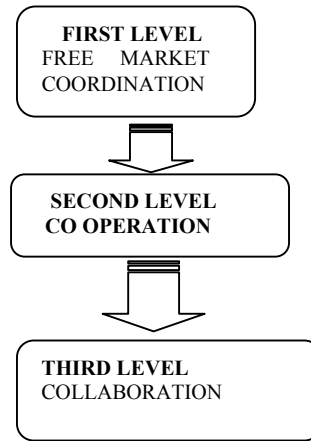 FIRST LEVEL
FREE MARKET
COORDINATION
SECOND LEVEL
CO OPERATION
THIRD LEVEL
COLLABORATION